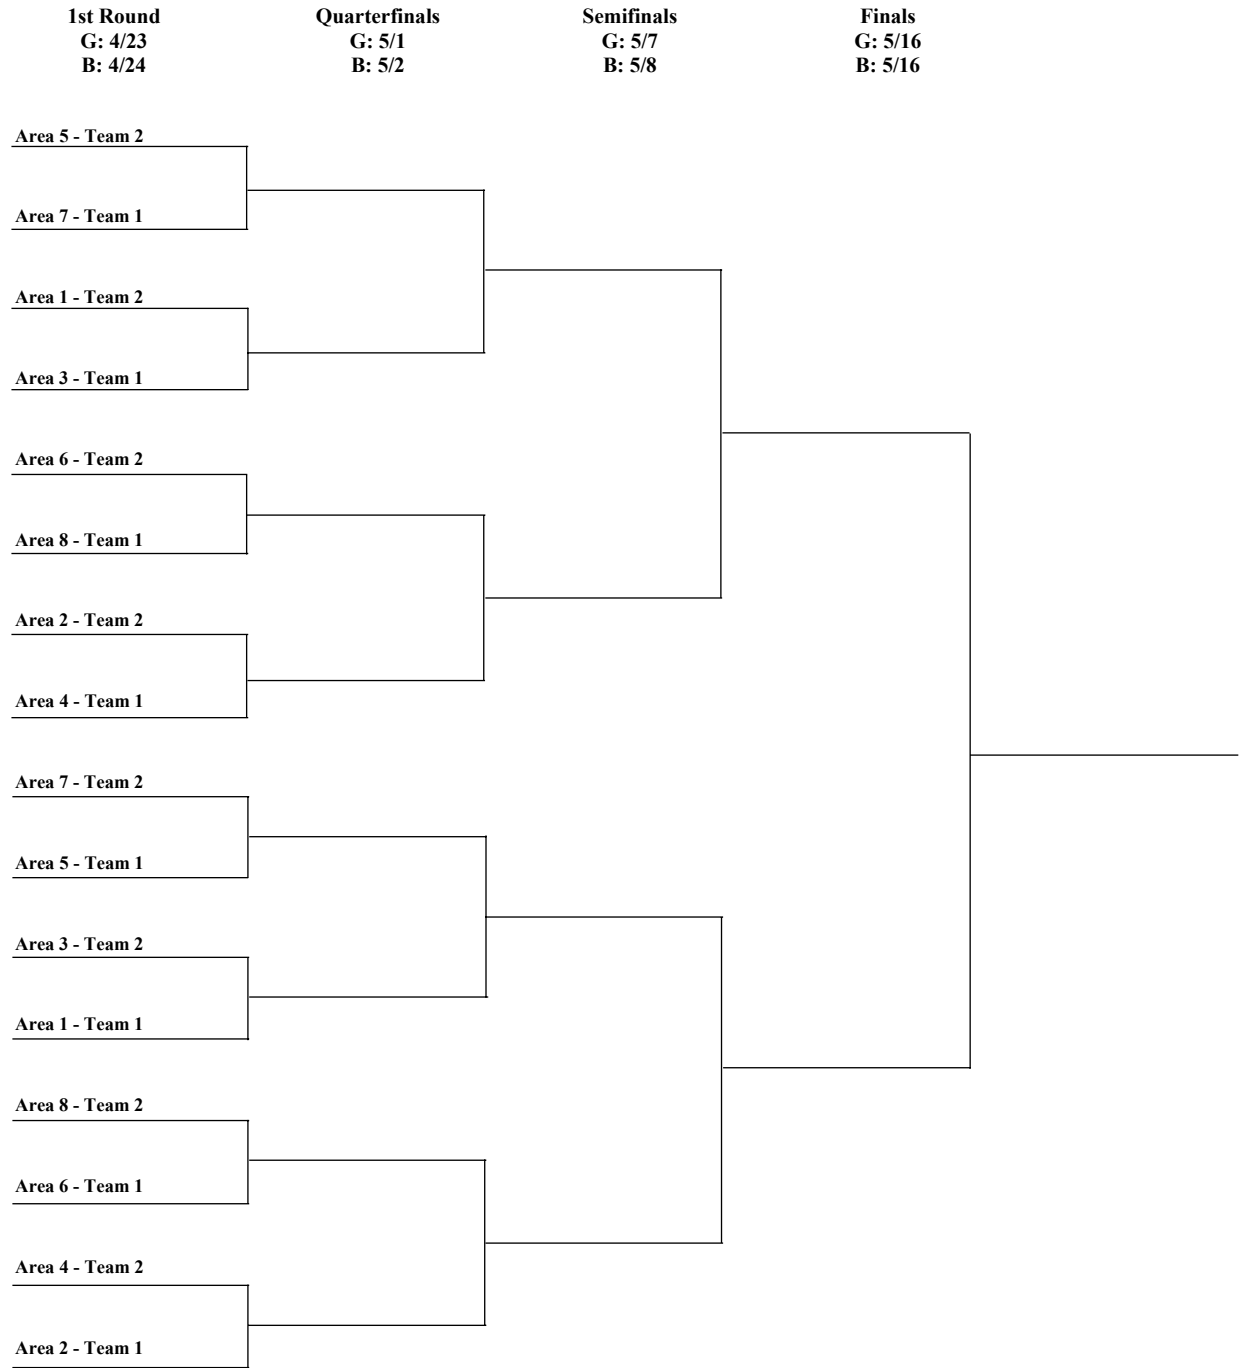 1st Round Quarterfinals Semifinals Finals
G: 4/23 G: 5/1 G: 5/7 G: 5/16
B: 4/24 B: 5/2 B: 5/8 B: 5/16
Area 5 - Team 2
Area 7 - Team 1
Area 1 - Team 2
Area 3 - Team 1
Area 6 - Team 2
Area 8 - Team 1
Area 2 - Team 2
Area 4 - Team 1
Area 7 - Team 2
Area 5 - Team 1
Area 3 - Team 2
Area 1 - Team 1
Area 8 - Team 2
Area 6 - Team 1
Area 4 - Team 2
Area 2 - Team 1